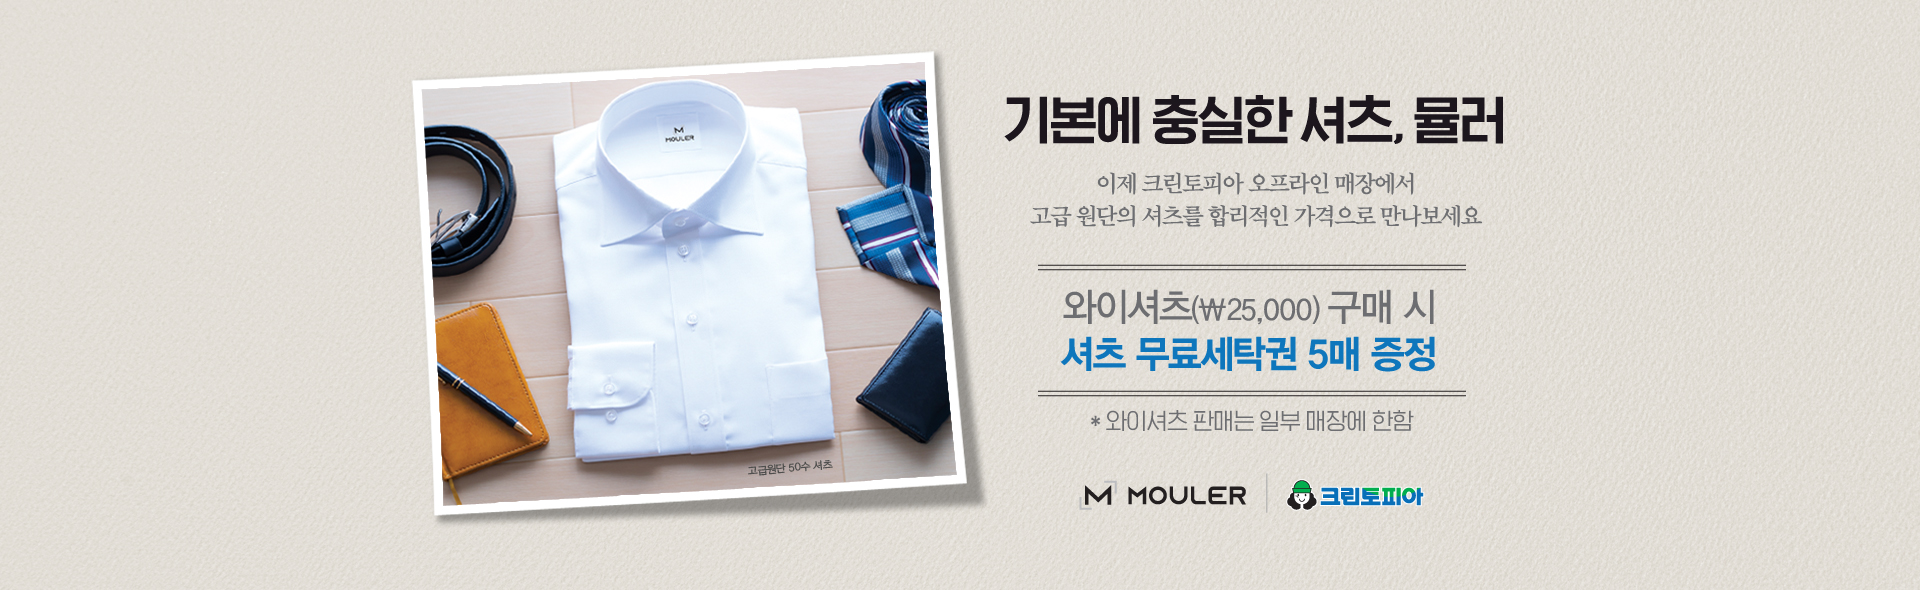 M
MOULER
고급원단 50수 셔츠
기본에 충실한 셔츠, 뮬러
이제 크린토피아 오프라인 매장에서
고급 원단의 셔츠를 합리적인 가격으로 만나보세요
와이셔츠(₩25,000) 구매 시
셔츠 무료세탁권 5매 증정
* 와이셔츠 판매는 일부 매장에 한함
M MOULER 크린토피아